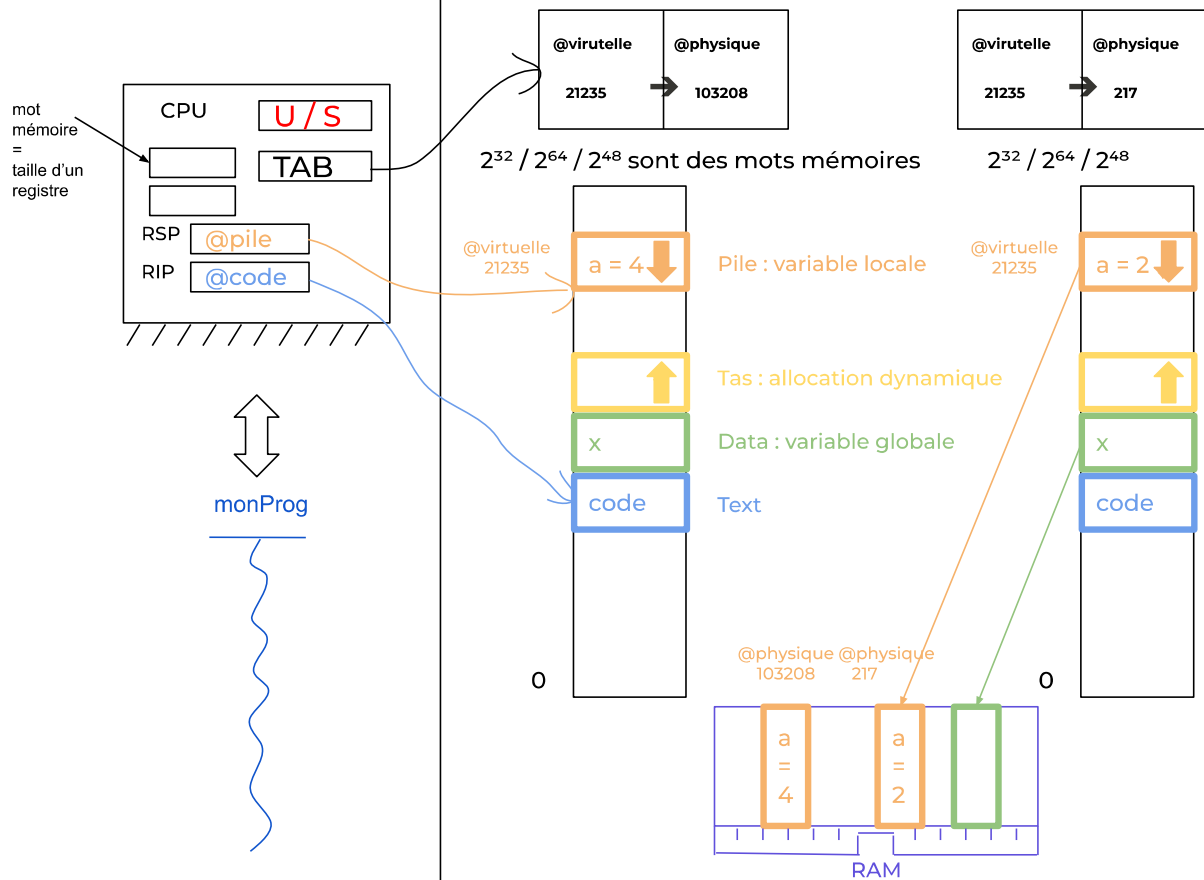 mot
mémoire
=
taille d'un
registre
CPU
U / S
TAB
RSP
@pile
RIP
@code
monProg
@virutelle
@physique
21235
103208
@virutelle
@physique
21235
217
2³² / 2⁶⁴ / 2⁴⁸ sont des mots mémoires
2³² / 2⁶⁴ / 2⁴⁸
@virtuelle
21235
a = 4
Pile : variable locale
@virtuelle
21235
a = 2
Tas : allocation dynamique
x
Data : variable globale
x
code
Text
code
0
0
@physique
103208
@physique
217
a
=
4
a
=
2
RAM